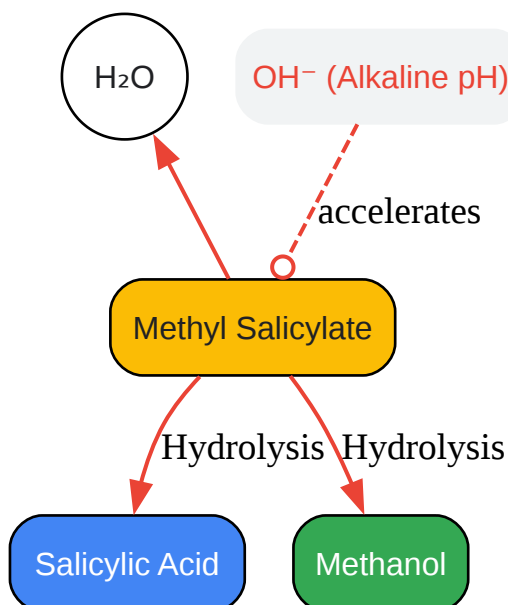 H₂O
OH⁻ (Alkaline pH)
accelerates
Methyl Salicylate
Hydrolysis
Hydrolysis
Salicylic Acid
Methanol